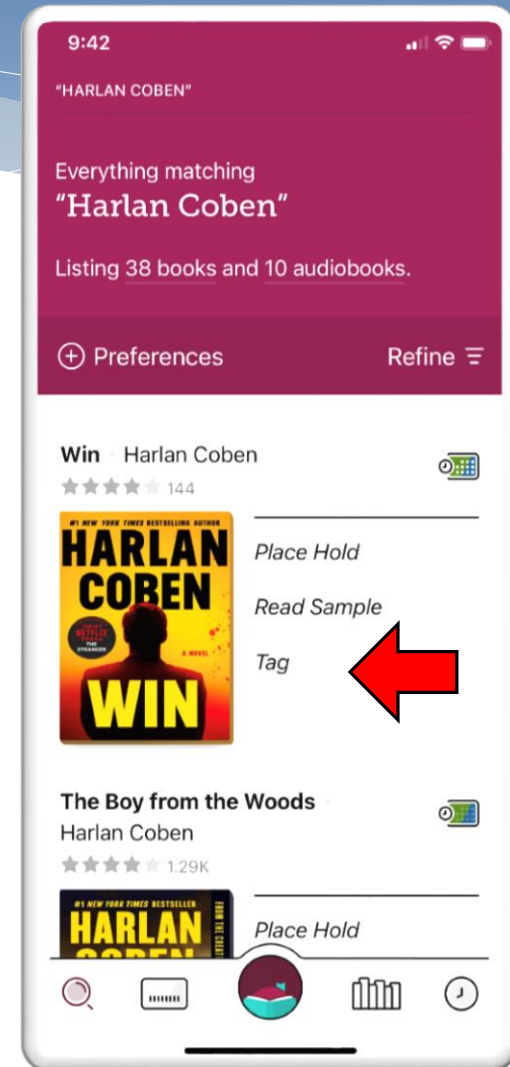 9:42
“HARLAN COBEN”
Everything matching
“Harlan Coben”
Listing 38 books and 10 audiobooks.
Preferences
Refine
Win · Harlan Coben
144
#1 NEW YORK TIMES BESTSELLING AUTHOR
HARLAN
COBEN
NETFLIX
THE
STRANGER
A NOVEL
WIN
Place Hold
Read Sample
Tag
The Boy from the Woods ·
Harlan Coben
1.29K
#1 NEW YORK TIMES BESTSELLER
HARLAN
COBEN
Place Hold